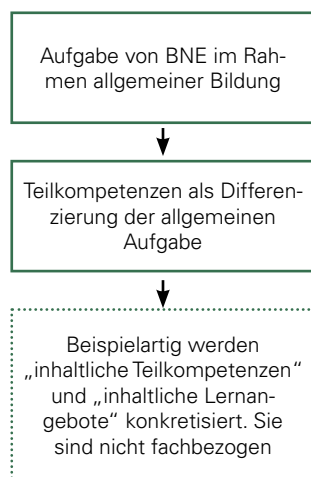 Aufgabe von BNE im Rah-
men allgemeiner Bildung
Teilkompetenzen als Differen-
zierung der allgemeinen
Aufgabe
Beispielartig werden
„inhaltliche Teilkompetenzen“
und „inhaltliche Lernan-
gebote“ konkretisiert. Sie
sind nicht fachbezogen